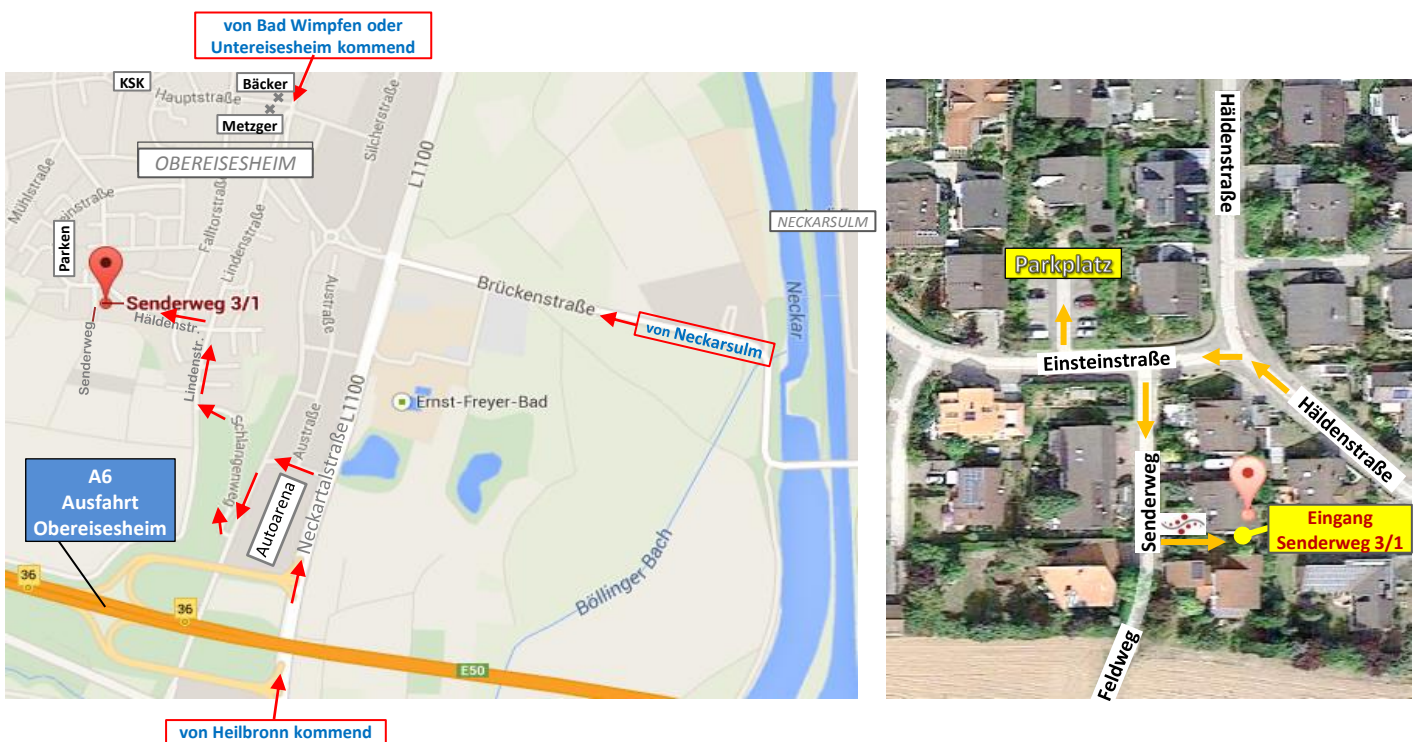 von Bad Wimpfen oder
Untereisesheim kommend
KSK
Hauptstraße
Bäcker
Metzger
OBEREISESHEIM
Silcherstraße
L1100
Mühlstraße
einstraße
Falltorstraße
Lindenstraße
Parken
Senderweg 3/1
Häldenstr.
Senderweg
Lindenstr.
Austraße
Brückenstraße
von Neckarsulm
NECKARSULM
Neckar
Ernst-Freyer-Bad
Schlangenweg
Austraße
Neckartalstraße L1100
Autoarena
A6
Ausfahrt
Obereisesheim
36
36
E50
Böllinger Bach
von Heilbronn kommend
Häldenstraße
Parkplatz
Einsteinstraße
Häldenstraße
Senderweg
Eingang
Senderweg 3/1
Feldweg